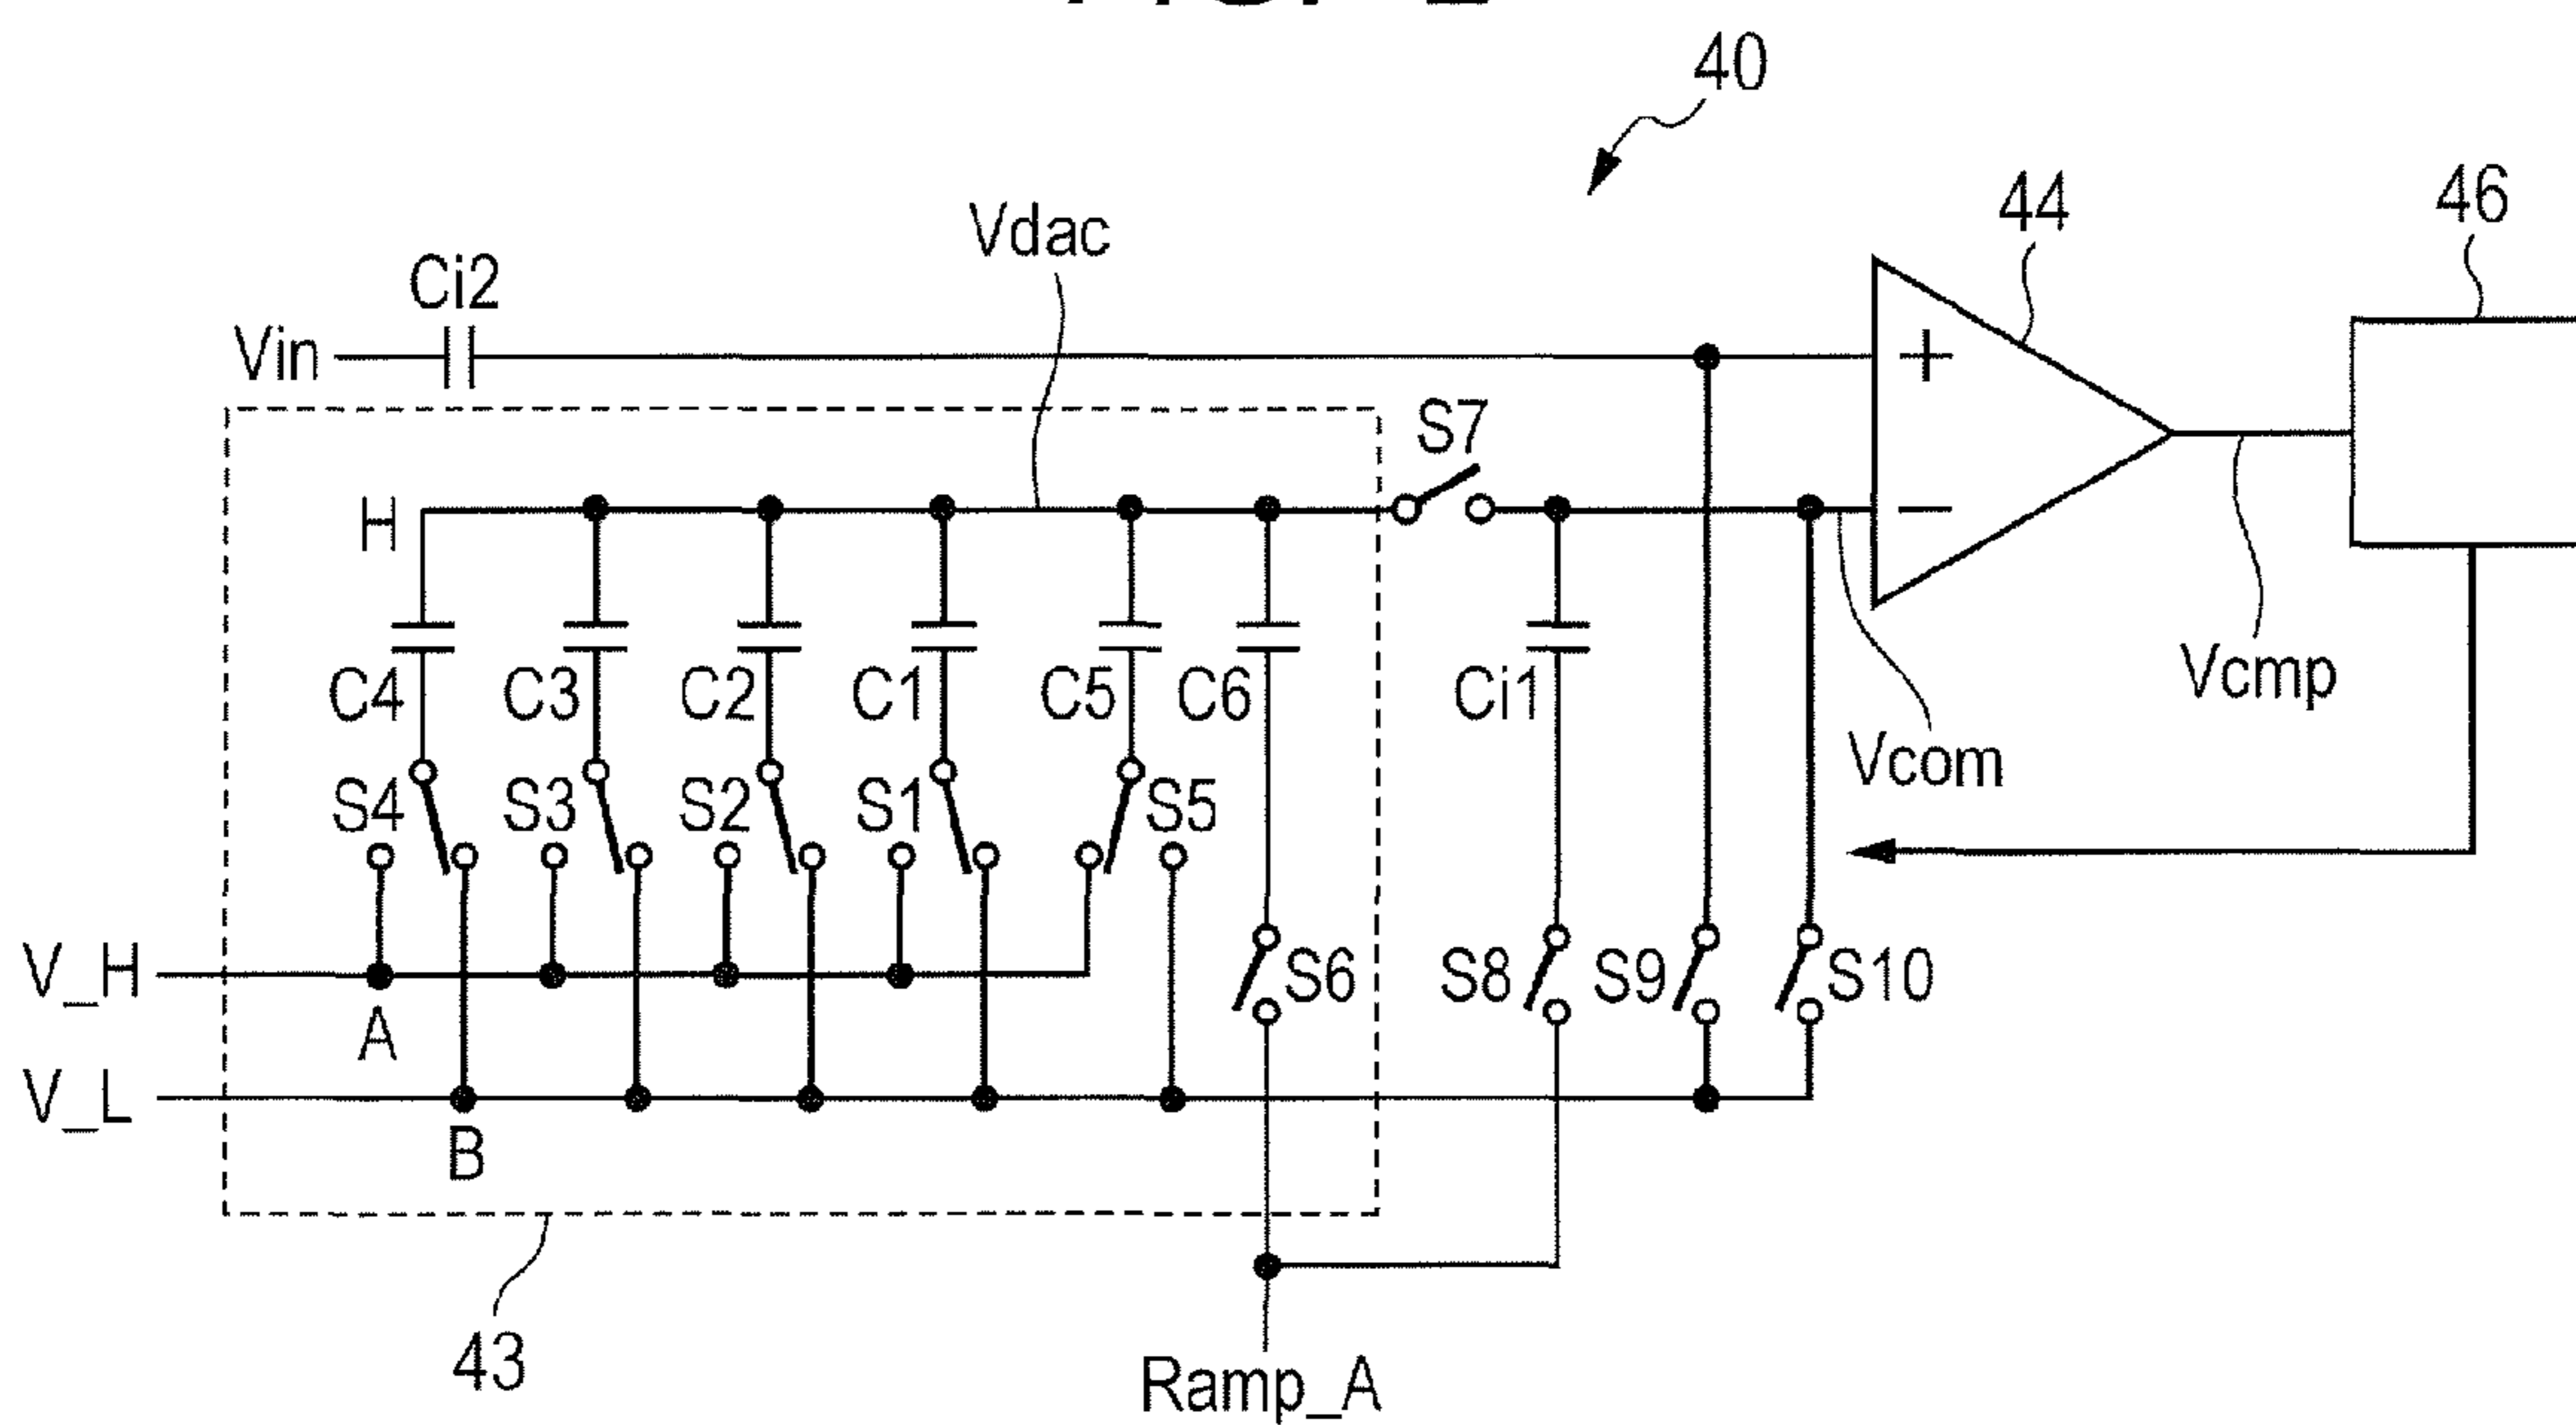 40
44
46
Vdac
Ci2
Vin
+
S7
H
−
C4 C3 C2 C1 C5 C6 Ci1
Vcmp
Vcom
S4 S3 S2 S1 S5
V_H
S6 S8 S9 S10
A
V_L
B
43
Ramp_A